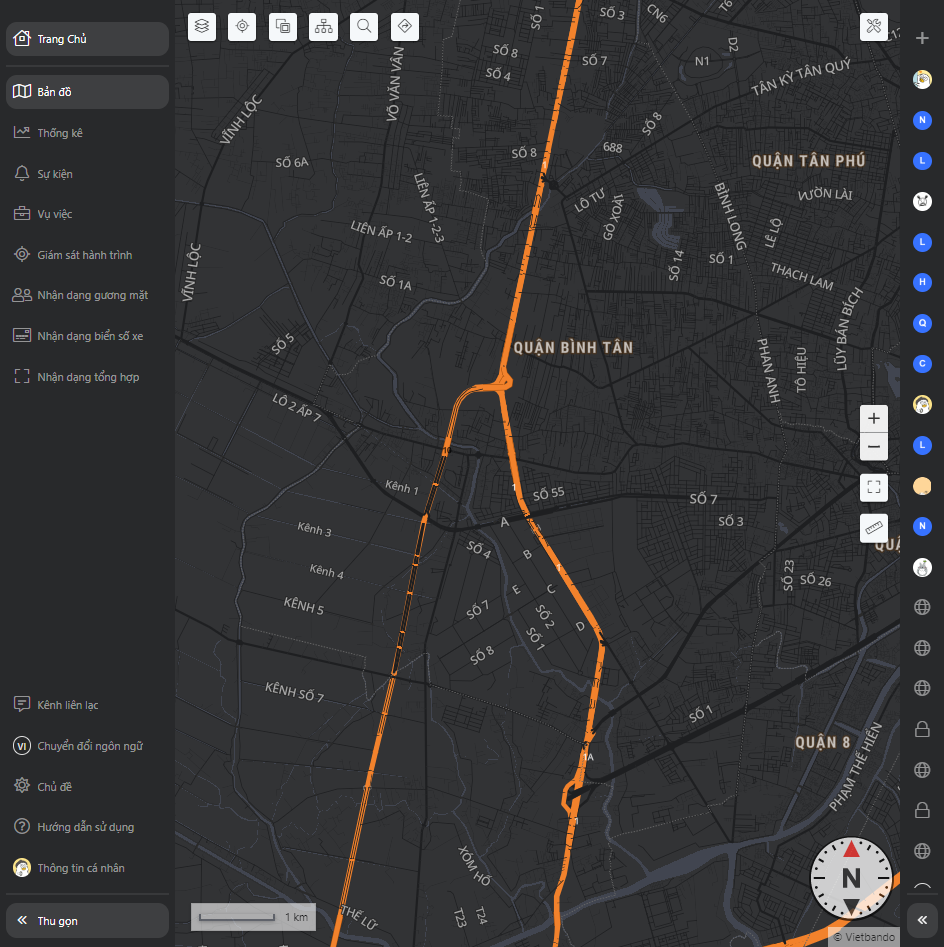 Trang Chủ
Bản đồ
Thống kê
Sự kiện
Vụ việc
Giám sát hành trình
Nhận dạng gương mặt
Nhận dạng biển số xe
Nhận dạng tổng hợp
Kênh liên lạc
VI Chuyển đổi ngôn ngữ
Chủ đề
Hướng dẫn sử dụng
Thông tin cá nhân
Thu gọn
SỐ 1
SỐ 3
CN6
T6
D2
SỐ 8
SỐ 7
N1
SỐ 4
TÂN KỲ TÂN QUÝ
VÕ VĂN VÂN
VĨNH LỘC
SỐ 8
688
SỐ 8
SỐ 6A
QUẬN TÂN PHÚ
1
LIÊN ẤP 1-2-3
LÔ TƯ
GÒ XOÀI
BÌNH LONG
VƯỜN LÀI
LÊ LỘ
LIÊN ẤP 1-2
SỐ 14
SỐ 1
VĨNH LỘC
SỐ 1A
THẠCH LAM
LŨY BÁN BÍCH
SỐ 5
QUẬN BÌNH TÂN
PHAN ANH
TÔ HIỆU
LÔ 2 ẤP 7
Kênh 1
1
SỐ 55
SỐ 7
A
SỐ 3
Kênh 3
SỐ 4
B
QUẬ
Kênh 4
1
SỐ 23
SỐ 26
E
C
KÊNH 5
SỐ 7
SỐ 2
D
SỐ 1
SỐ 8
KÊNH SỐ 7
SỐ 1
QUẬN 8
1A
PHẠM THẾ HIỂN
1
XÓM HỐ
THẾ LỮ
T23
T24
1 km
N
© Vietbando
N
L
L
H
Q
C
L
N